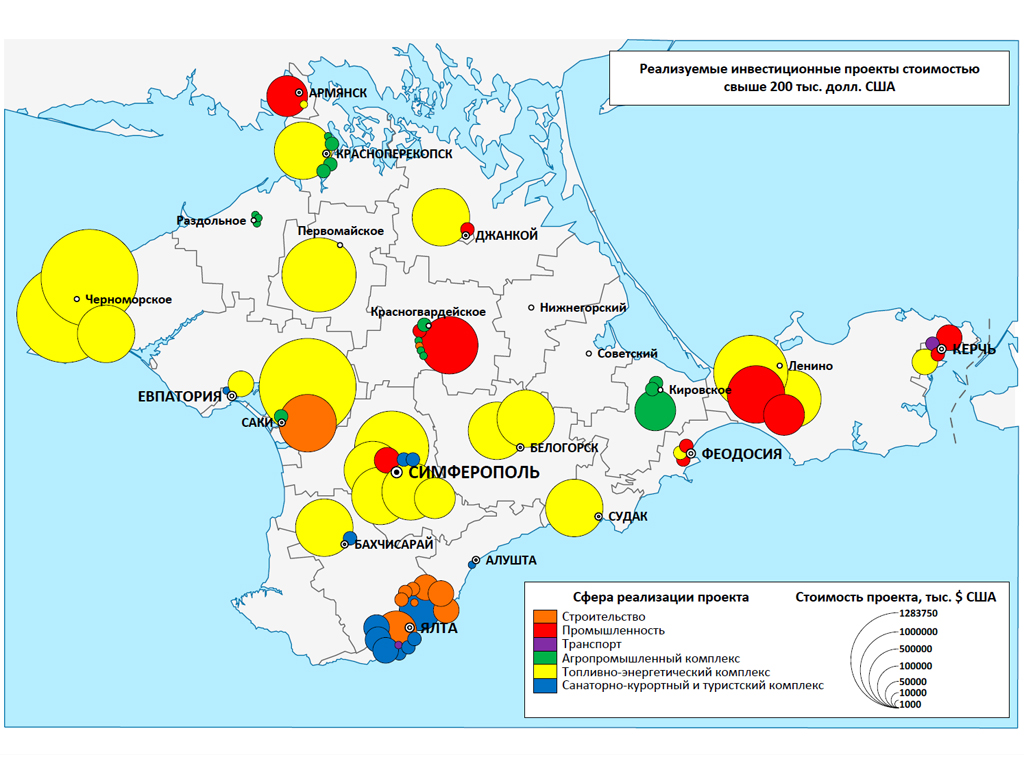 Реализуемые инвестиционные проекты стоимостью
свыше 200 тыс. долл. США
АРМЯНСК
КРАСНОПЕРЕКОПСК
Раздольное
Первомайское
ДЖАНКОЙ
Черноморское
Красногвардейское
Нижнегорский
Советский
КЕРЧЬ
Ленино
Кировское
ЕВПАТОРИЯ
САКИ
БЕЛОГОРСК
ФЕОДОСИЯ
СИМФЕРОПОЛЬ
СУДАК
БАХЧИСАРАЙ
АЛУШТА
ЯЛТА
Сфера реализации проекта
Строительство
Промышленность
Транспорт
Агропромышленный комплекс
Топливно-энергетический комплекс
Санаторно-курортный и туристский комплекс
Стоимость проекта, тыс. $ США
1283750
1000000
500000
100000
50000
10000
1000